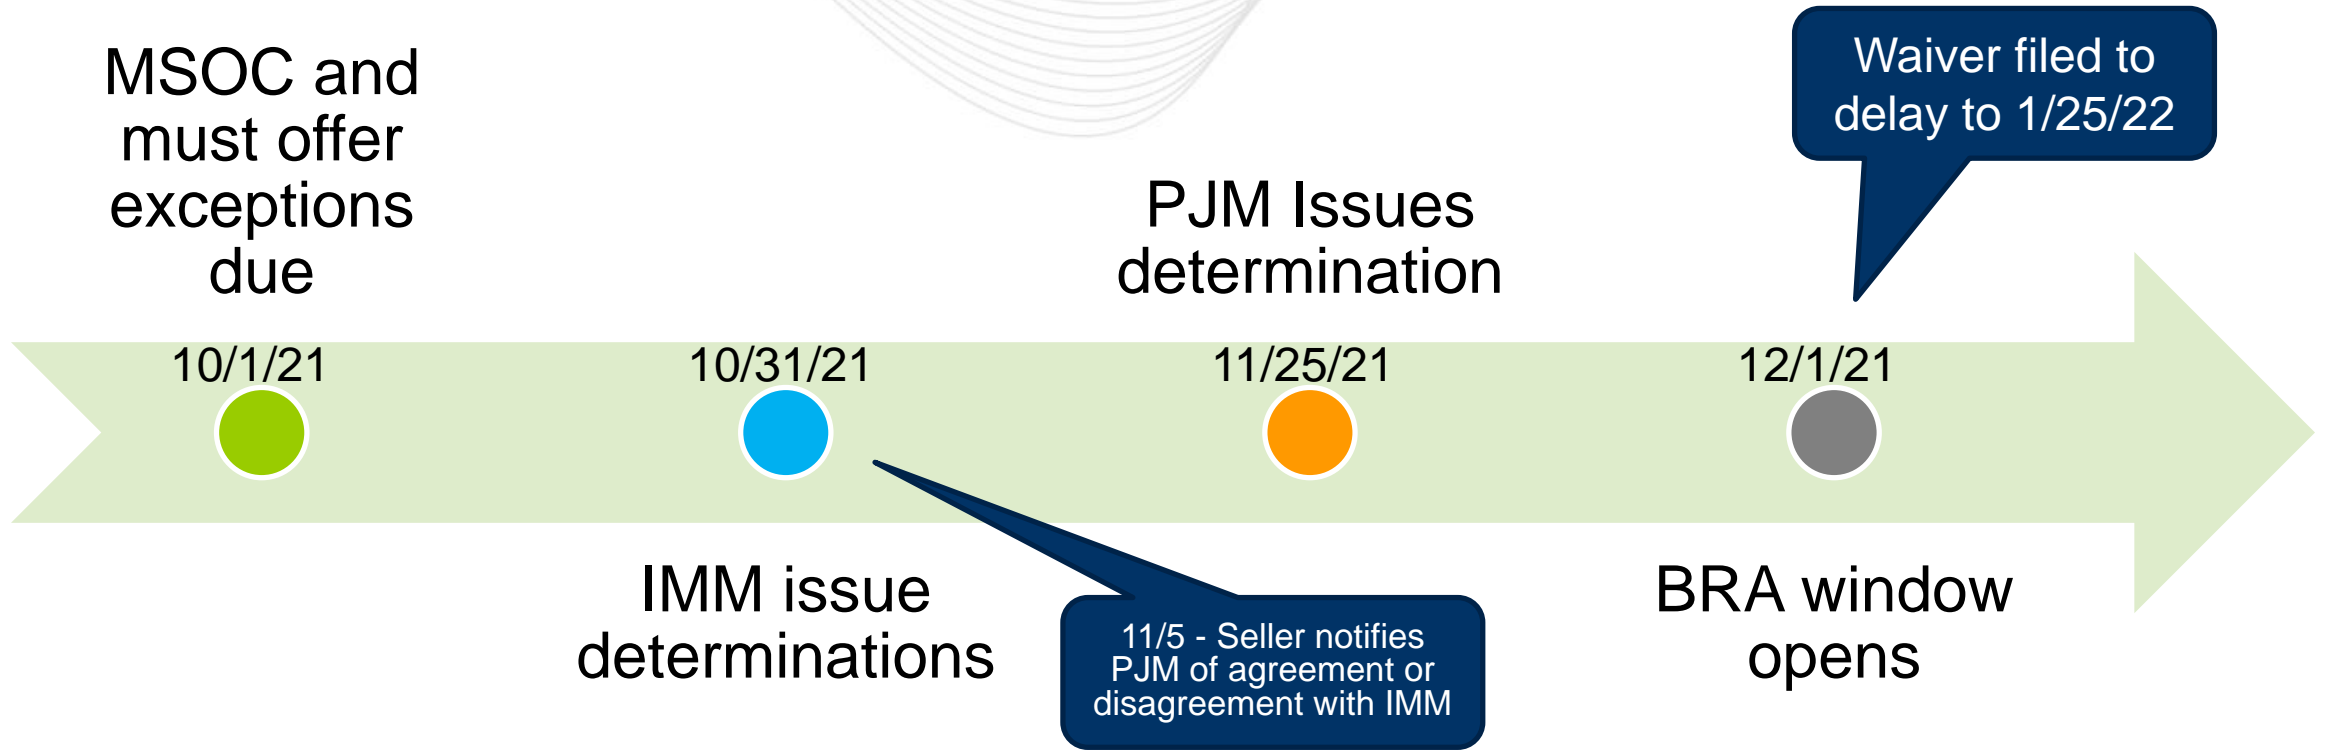 MSOC and
must offer
exceptions
due
10/1/21
10/31/21
IMM issue
determinations
11/5 - Seller notifies
PJM of agreement or
disagreement with IMM
PJM Issues
determination
11/25/21
Waiver filed to
delay to 1/25/22
12/1/21
BRA window
opens